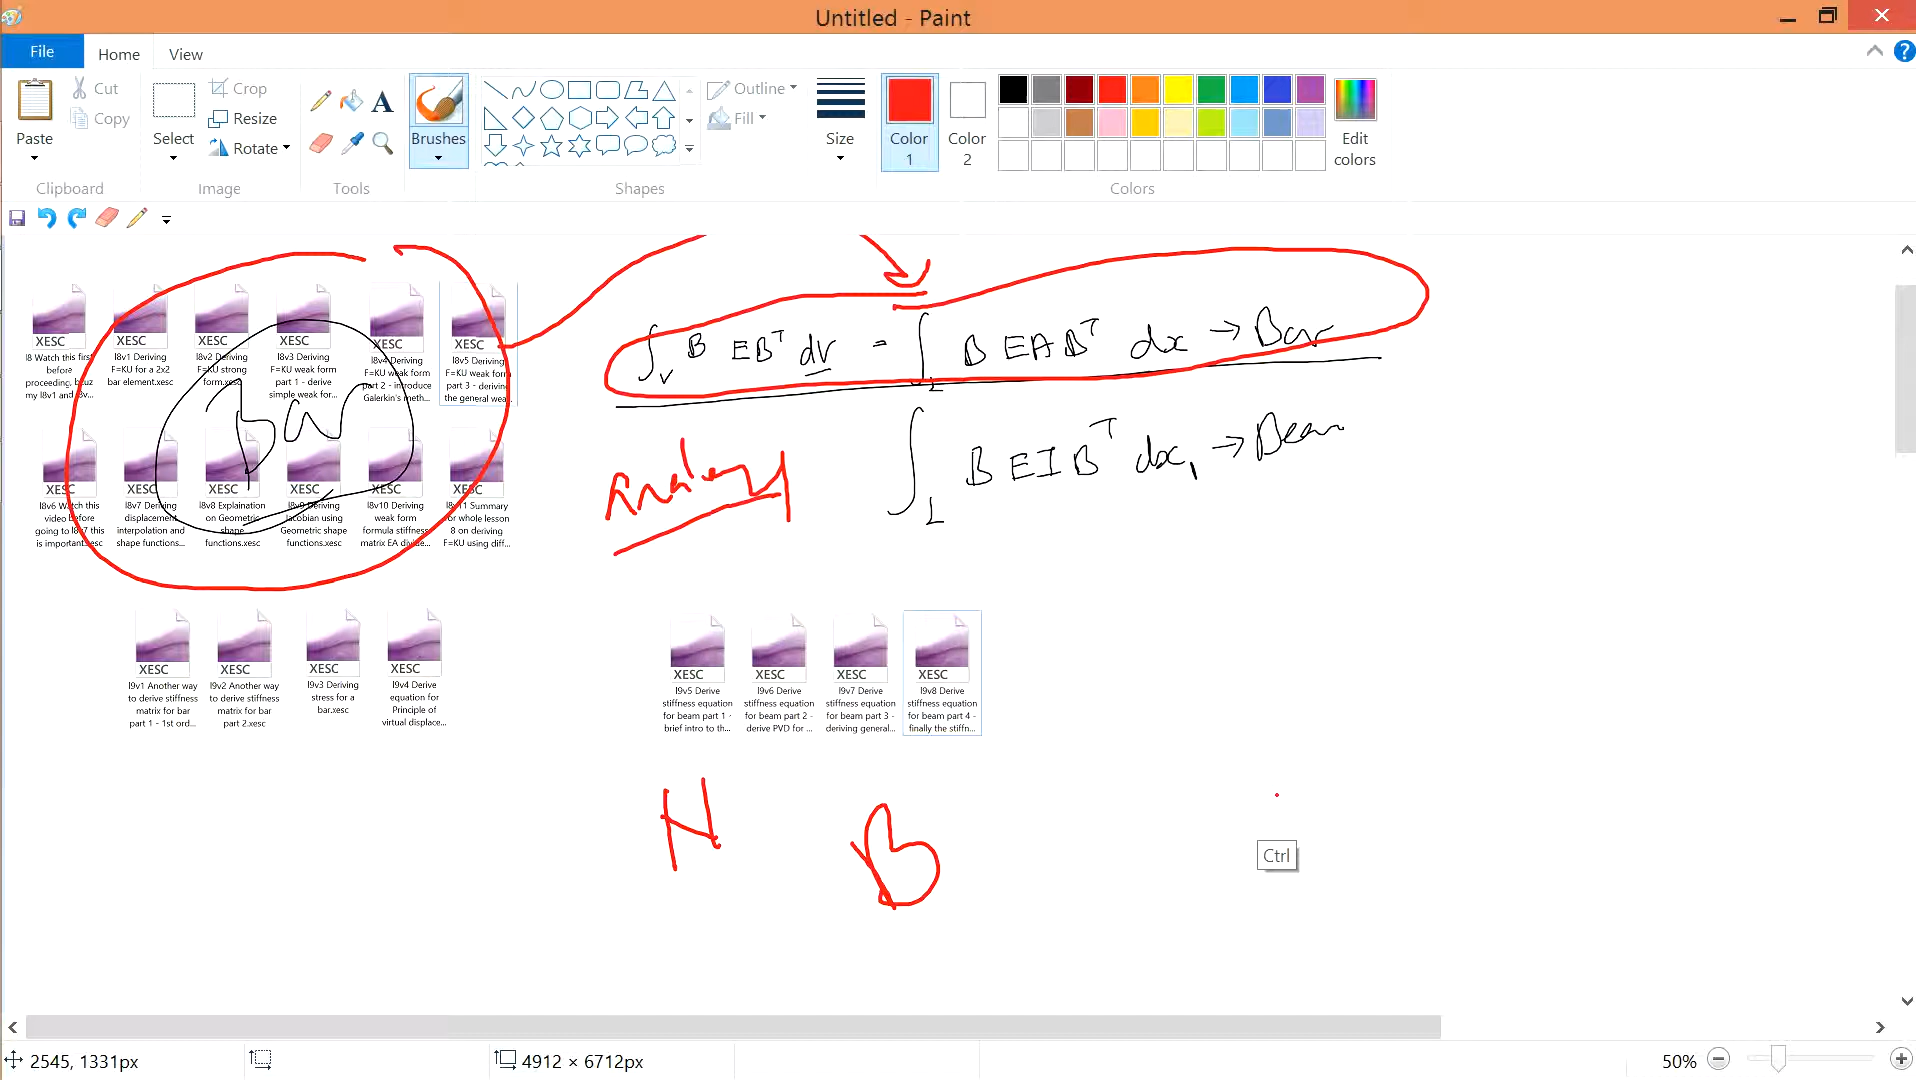 Untitled - Paint
File
Home
View
Paste
Cut
Copy
Clipboard
Select
Crop
Resize
Rotate
Image
Tools
Brushes
Shapes
Outline
Fill
Size
Color 1
Color 2
Edit colors
Colors
∫V B EBᵀ dV = ∫L B EA Bᵀ dx → Bar
∫L B EI Bᵀ dx, → Beam
Analogy
Bar
XESC XESC XESC XESC XESC XESC
l8 Watch this first before proceeding, bcuz my l8v1 and l8v...
l8v1 Deriving F=KU for a 2x2 bar element.xesc
l8v2 Deriving F=KU strong form.xesc
l8v3 Deriving F=KU weak form part 1 - derive simple weak for...
l8v4 Deriving F=KU weak form part 2 - introduce Galerkin's meth...
l8v5 Deriving F=KU weak form part 3 - deriving the general wea...
XESC XESC XESC XESC XESC XESC
l8v6 Watch this video before going to l8v7 this is important.xesc
l8v7 Deriving displacement interpolation and shape functions...
l8v8 Explaination on Geometric shape functions.xesc
l8v9 Deriving Jacobian using Geometric shape functions.xesc
l8v10 Deriving weak form formula stiffness matrix EA divide...
l8v11 Summary for whole lesson 8 on deriving F=KU using diff...
XESC XESC XESC XESC
l9v1 Another way to derive stiffness matrix for bar part 1 - 1st ord...
l9v2 Another way to derive stiffness matrix for bar part 2.xesc
l9v3 Deriving stress for a bar.xesc
l9v4 Derive equation for Principle of virtual displace...
XESC XESC XESC XESC
l9v5 Derive stiffness equation for beam part 1 - brief intro to th...
l9v6 Derive stiffness equation for beam part 2 - derive PVD for ...
l9v7 Derive stiffness equation for beam part 3 - deriving general...
l9v8 Derive stiffness equation for beam part 4 - finally the stiffn...
N B
Ctrl
2545, 1331px
4912 × 6712px
50%